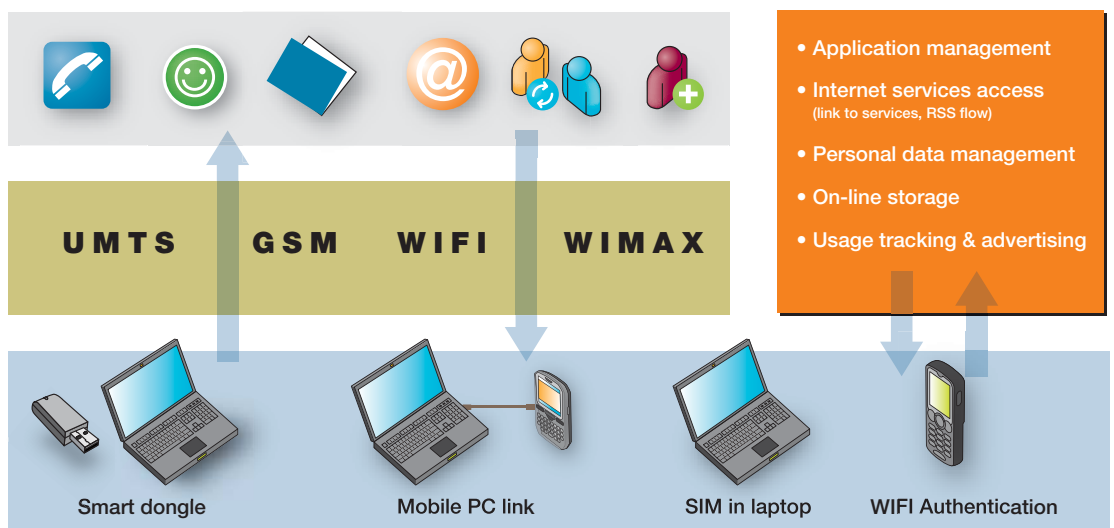 @
• Application management
• Internet services access
(link to services, RSS flow)
• Personal data management
• On-line storage
• Usage tracking & advertising
UMTS GSM WIFI WIMAX
Smart dongle Mobile PC link SIM in laptop WIFI Authentication